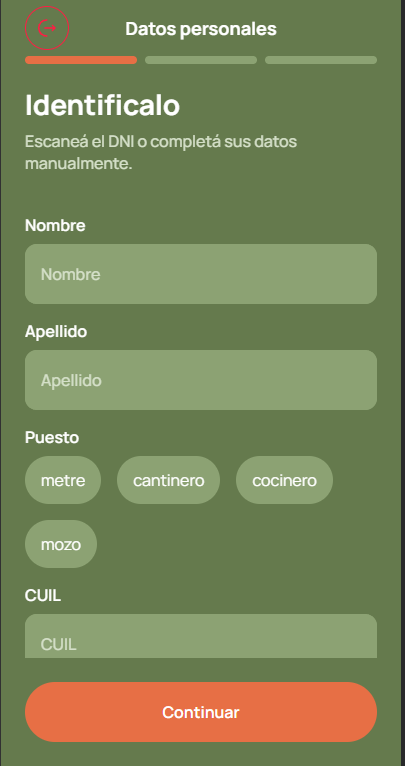 Datos personales
Identificalo
Escaneá el DNI o completá sus datos
manualmente.
Nombre
Nombre
Apellido
Apellido
Puesto
metre
cantinero
cocinero
mozo
CUIL
CUIL
Continuar